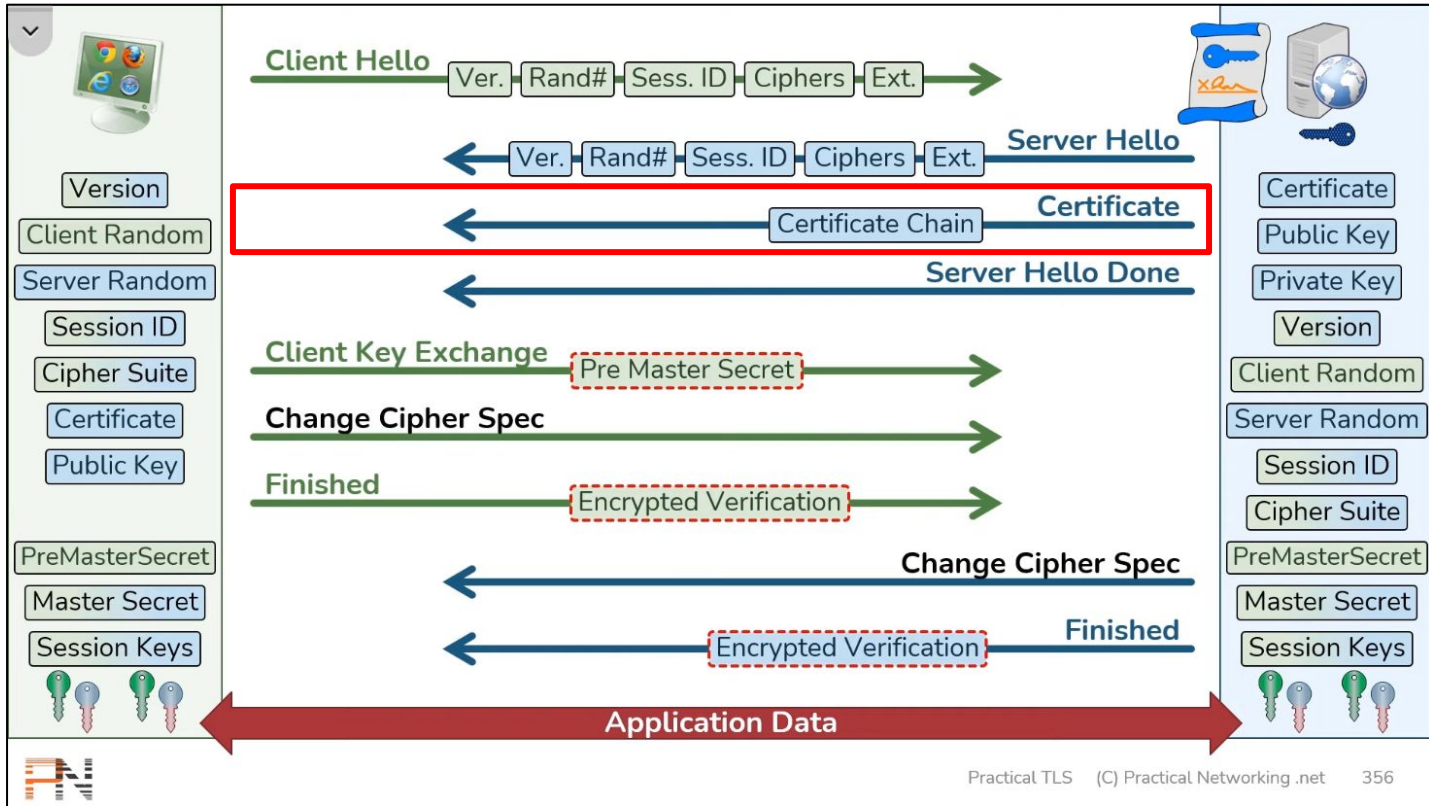 Client Hello
Ver. Rand# Sess. ID Ciphers Ext.
Server Hello
Ver. Rand# Sess. ID Ciphers Ext.
Certificate
Certificate Chain
Server Hello Done
Client Key Exchange
Pre Master Secret
Change Cipher Spec
Finished
Encrypted Verification
Change Cipher Spec
Finished
Encrypted Verification
Application Data
Version
Client Random
Server Random
Session ID
Cipher Suite
Certificate
Public Key
PreMasterSecret
Master Secret
Session Keys
Certificate
Public Key
Private Key
Version
Client Random
Server Random
Session ID
Cipher Suite
PreMasterSecret
Master Secret
Session Keys
PN
Practical TLS (C) Practical Networking .net 356